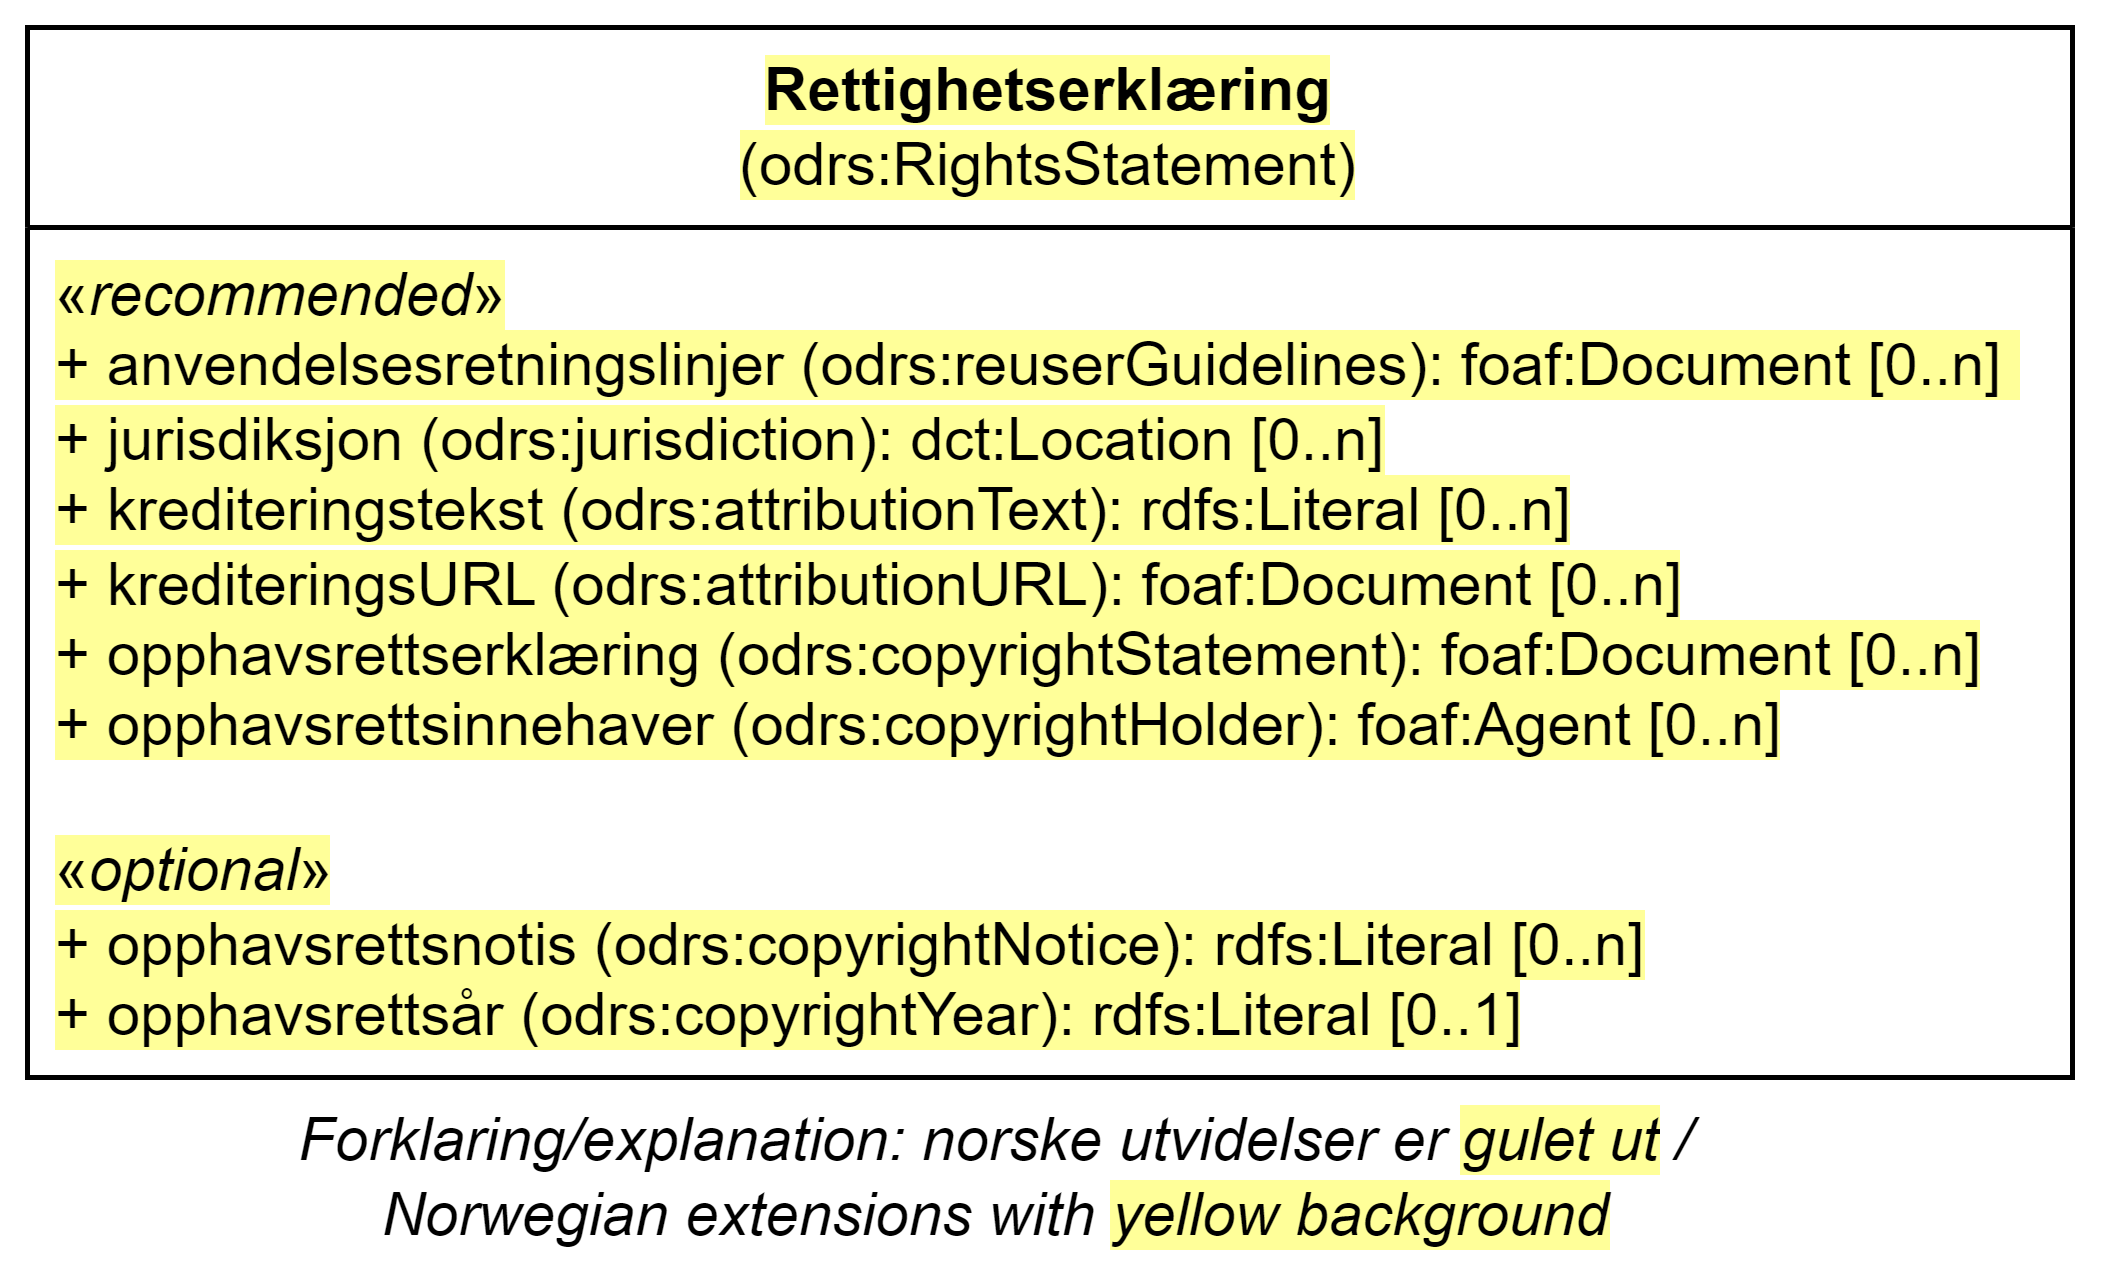 Rettighetserklæring
(odrs:RightsStatement)
«recommended»
+ anvendelsesretningslinjer (odrs:reuserGuidelines): foaf:Document [0..n]
+ jurisdiksjon (odrs:jurisdiction): dct:Location [0..n]
+ krediteringstekst (odrs:attributionText): rdfs:Literal [0..n]
+ krediteringsURL (odrs:attributionURL): foaf:Document [0..n]
+ opphavsrettserklæring (odrs:copyrightStatement): foaf:Document [0..n]
+ opphavsrettsinnehaver (odrs:copyrightHolder): foaf:Agent [0..n]
«optional»
+ opphavsrettsnotis (odrs:copyrightNotice): rdfs:Literal [0..n]
+ opphavsrettsår (odrs:copyrightYear): rdfs:Literal [0..1]
Forklaring/explanation: norske utvidelser er gulet ut /
Norwegian extensions with yellow background